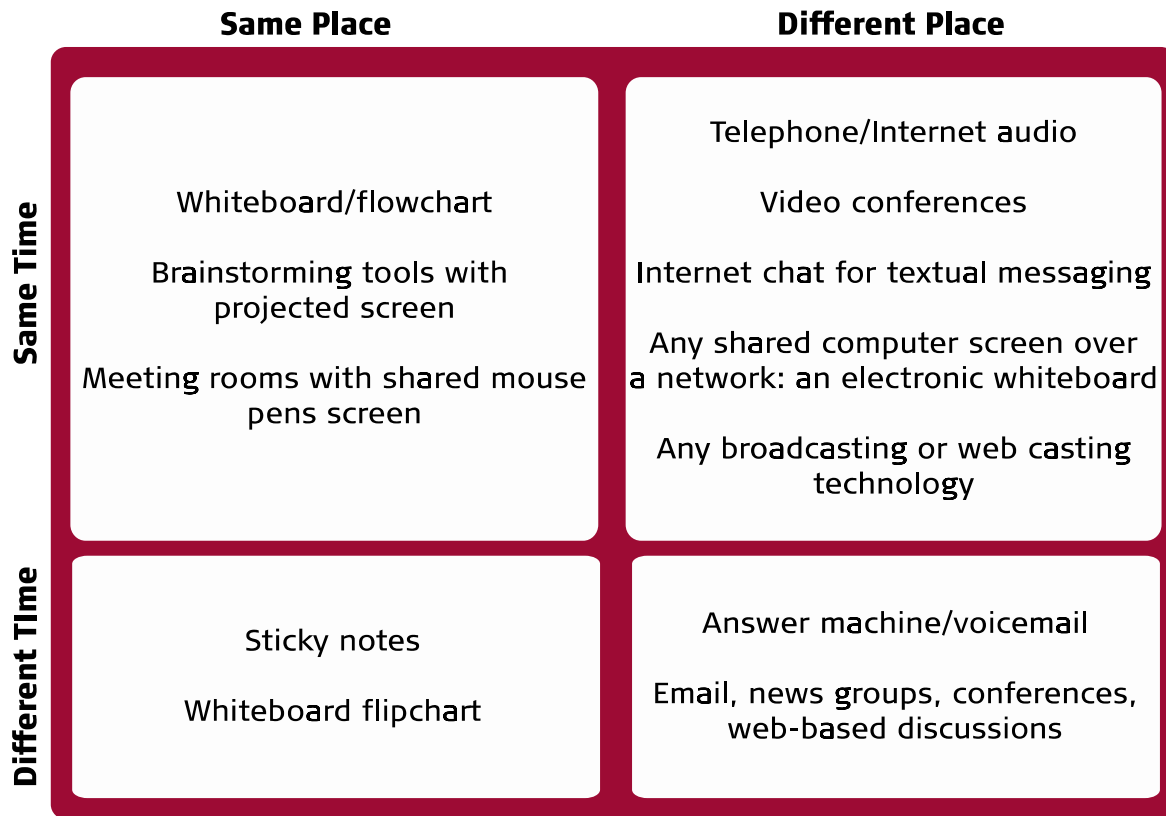 Same Place
Different Place
Same Time
Whiteboard/flowchart
Brainstorming tools with
projected screen
Meeting rooms with shared mouse
pens screen
Telephone/Internet audio
Video conferences
Internet chat for textual messaging
Any shared computer screen over
a network: an electronic whiteboard
Any broadcasting or web casting
technology
Different TIme
Sticky notes
Whiteboard flipchart
Answer machine/voicemail
Email, news groups, conferences,
web-based discussions